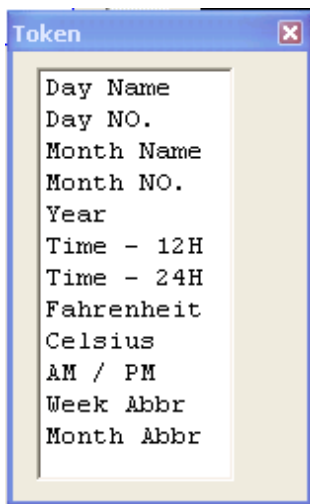 Token
Day Name
Day NO.
Month Name
Month NO.
Year
Time - 12H
Time - 24H
Fahrenheit
Celsius
AM / PM
Week Abbr
Month Abbr